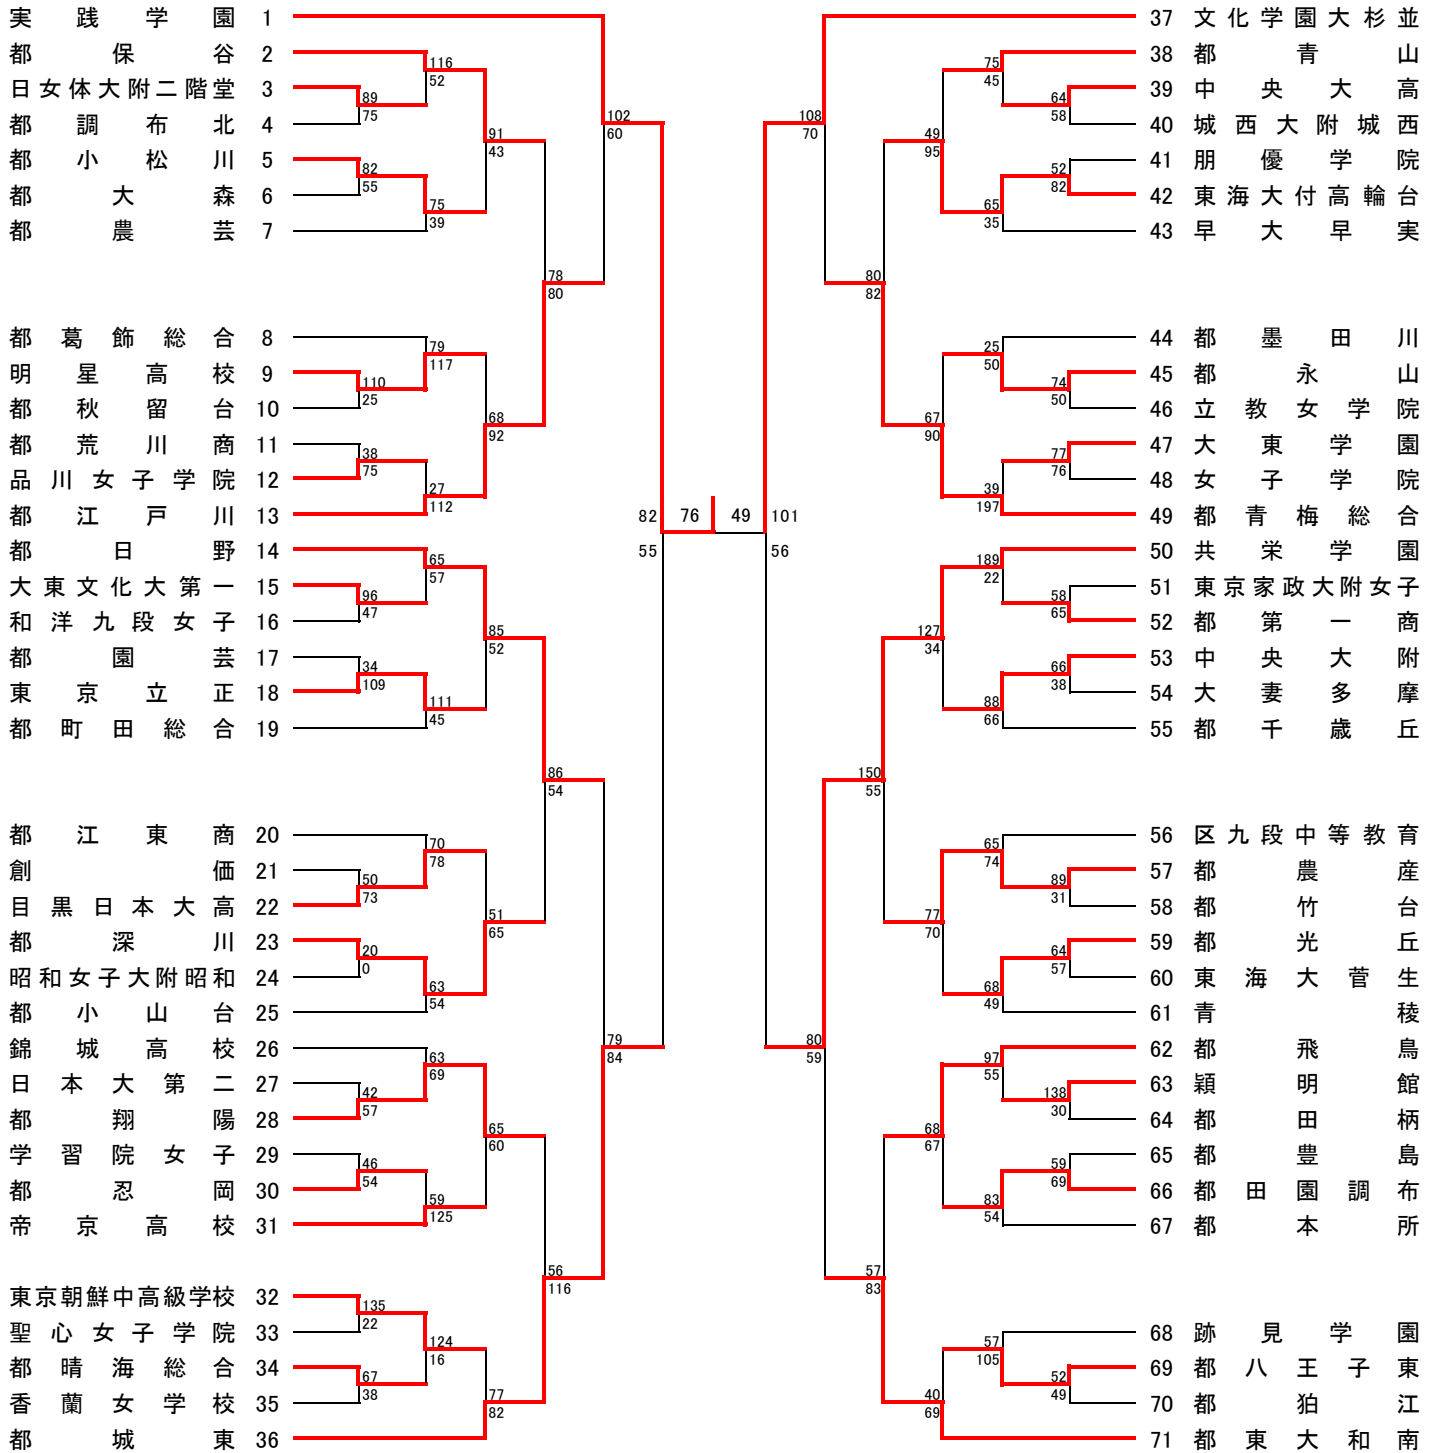 実践学園 1
都保谷 2
116
52
日女体大附二階堂 3
89
75
都調布北 4
91
43
都小松川 5
82
55
都大森 6
75
39
都農芸 7
102
60
78
80
都葛飾総合 8
79
117
明星高校 9
110
25
都秋留台 10
68
92
都荒川商 11
38
75
品川女子学院 12
27
112
都江戸川 13
都日野 14
65
57
大東文化大第一 15
96
47
和洋九段女子 16
85
52
都園芸 17
34
109
東京立正 18
111
45
都町田総合 19
86
54
都江東商 20
70
78
創価 21
50
73
目黒日本大高 22
51
65
都深川 23
20
0
昭和女子大附昭和 24
63
54
都小山台 25
79
84
錦城高校 26
63
69
日本大第二 27
42
57
都翔陽 28
65
60
学習院女子 29
46
54
都忍岡 30
59
125
帝京高校 31
56
116
東京朝鮮中高級学校 32
135
22
聖心女子学院 33
124
16
都晴海総合 34
67
38
香蘭女学校 35
77
82
都城東 36
82 76 49 101
55 56
37 文化学園大杉並
38 都青山
75
45
39 中央大高
64
58
40 城西大附城西
49
95
41 朋優学院
52
82
42 東海大付高輪台
65
35
43 早大早実
108
70
80
82
44 都墨田川
25
50
45 都永山
74
50
46 立教女学院
67
90
47 大東学園
77
76
48 女子学院
39
197
49 都青梅総合
50 共栄学園
189
22
51 東京家政大附女子
58
65
52 都第一商
127
34
53 中央大附
66
38
54 大妻多摩
88
66
55 都千歳丘
150
55
56 区九段中等教育
65
74
57 都農産
89
31
58 都竹台
77
70
59 都光丘
64
57
60 東海大菅生
68
49
61 青稜
80
59
62 都飛鳥
97
55
63 穎明館
138
30
64 都田柄
68
67
65 都豊島
59
69
66 都田園調布
83
54
67 都本所
57
83
68 跡見学園
57
105
69 都八王子東
52
49
70 都狛江
40
69
71 都東大和南